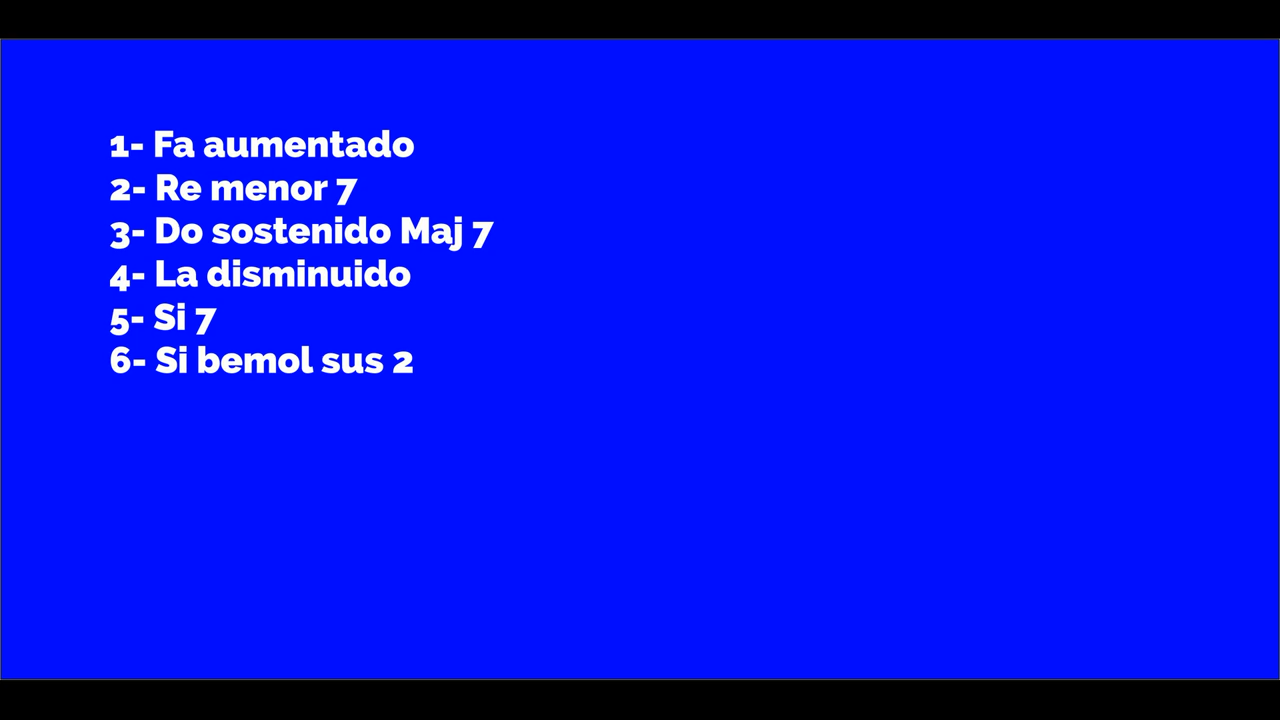 1- Fa aumentado
2- Re menor 7
3- Do sostenido Maj 7
4- La disminuido
5- Si 7
6- Si bemol sus 2